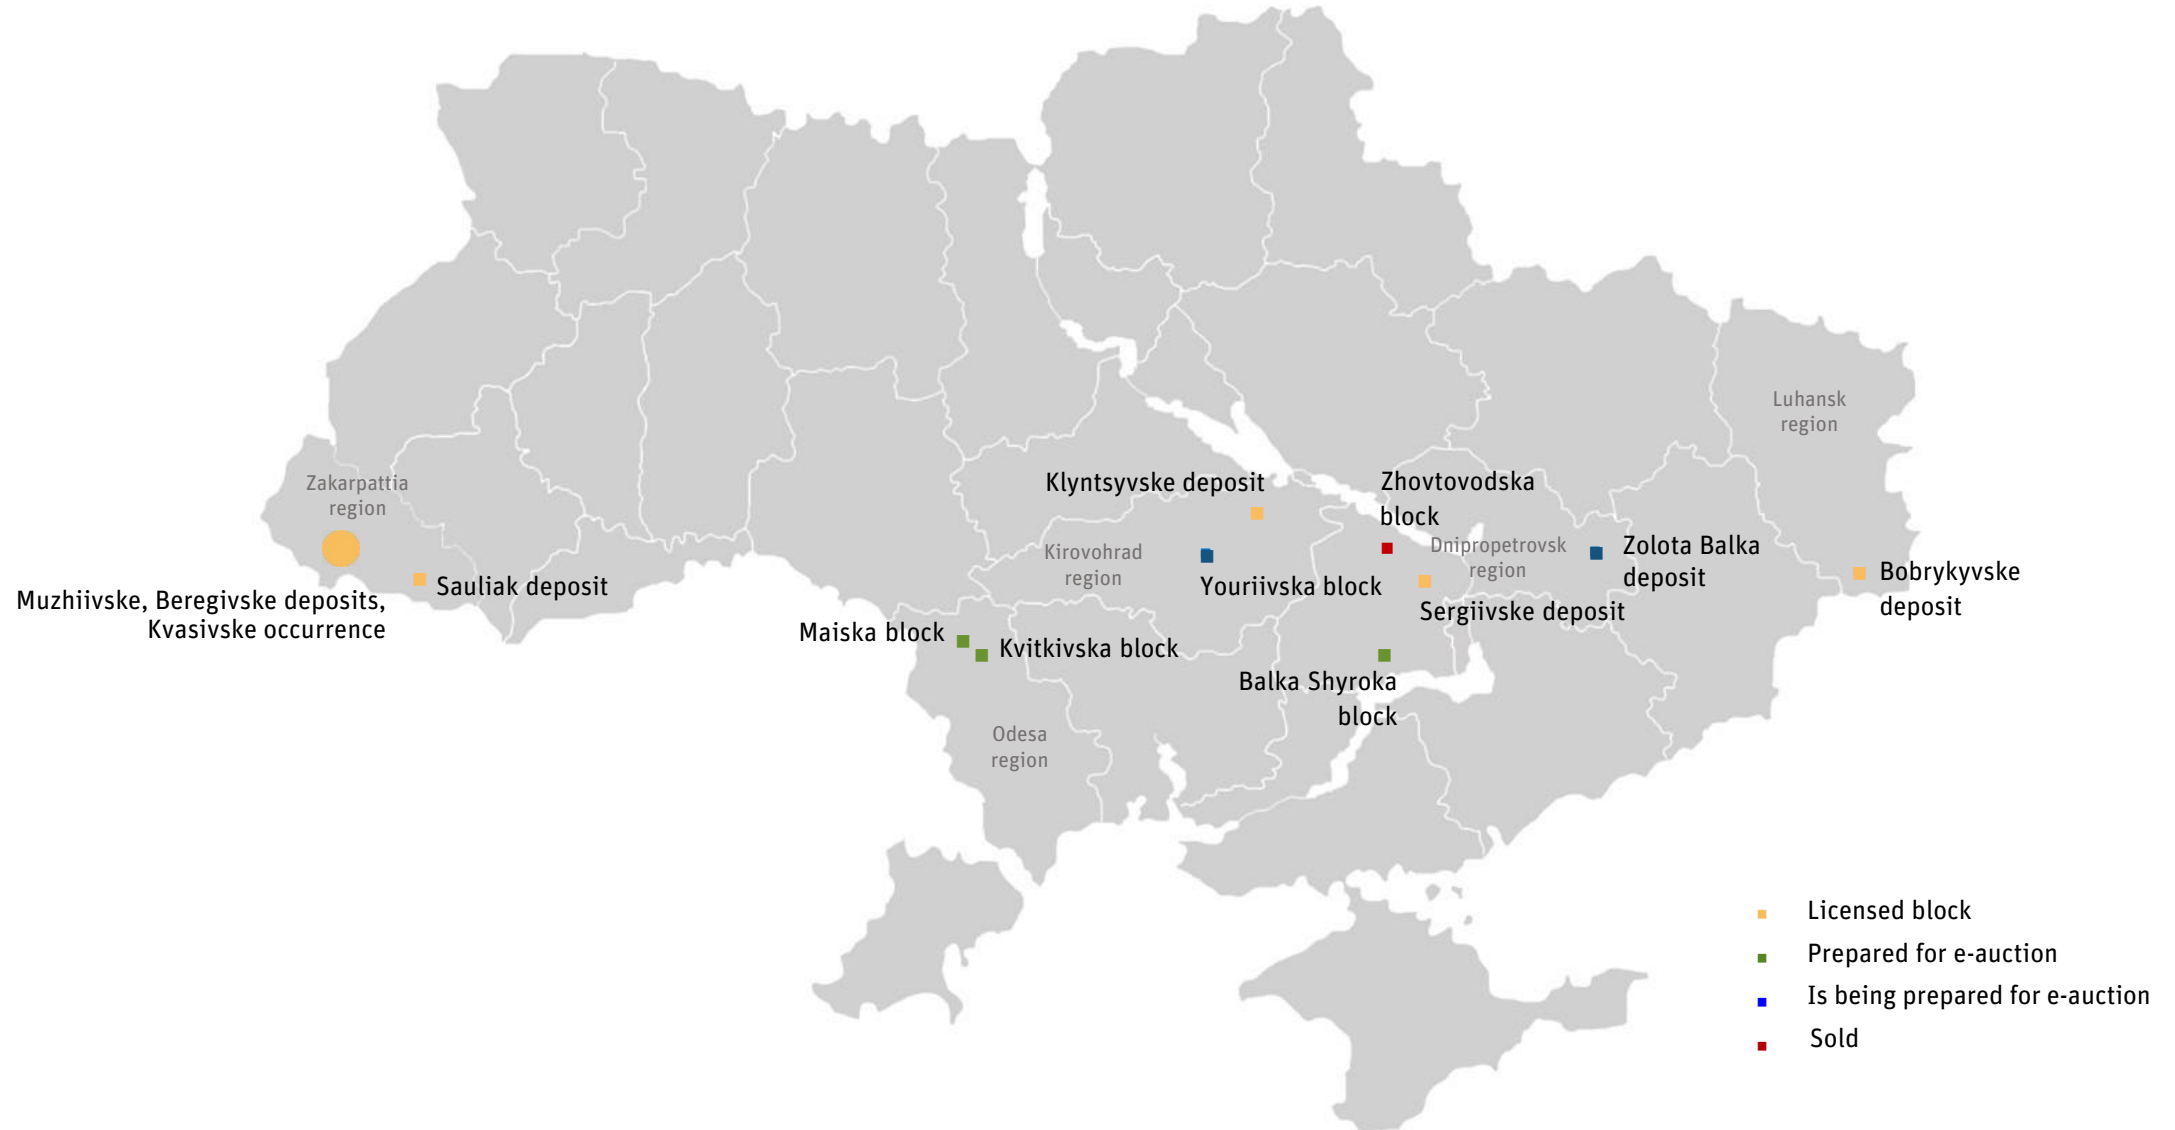 Luhansk
region
Zakarpattia
region
Klyntsyvske deposit
Zhovtovodska
block
Kirovohrad
region
Dnipropetrovsk
region
Zolota Balka
deposit
Bobrykyvske
deposit
Muzhiivske, Beregivske deposits,
Kvasivske occurrence
Sauliak deposit
Youriivska block
Sergiivske deposit
Maiska block
Kvitkivska block
Balka Shyroka
block
Odesa
region
Licensed block
Prepared for e-auction
Is being prepared for e-auction
Sold